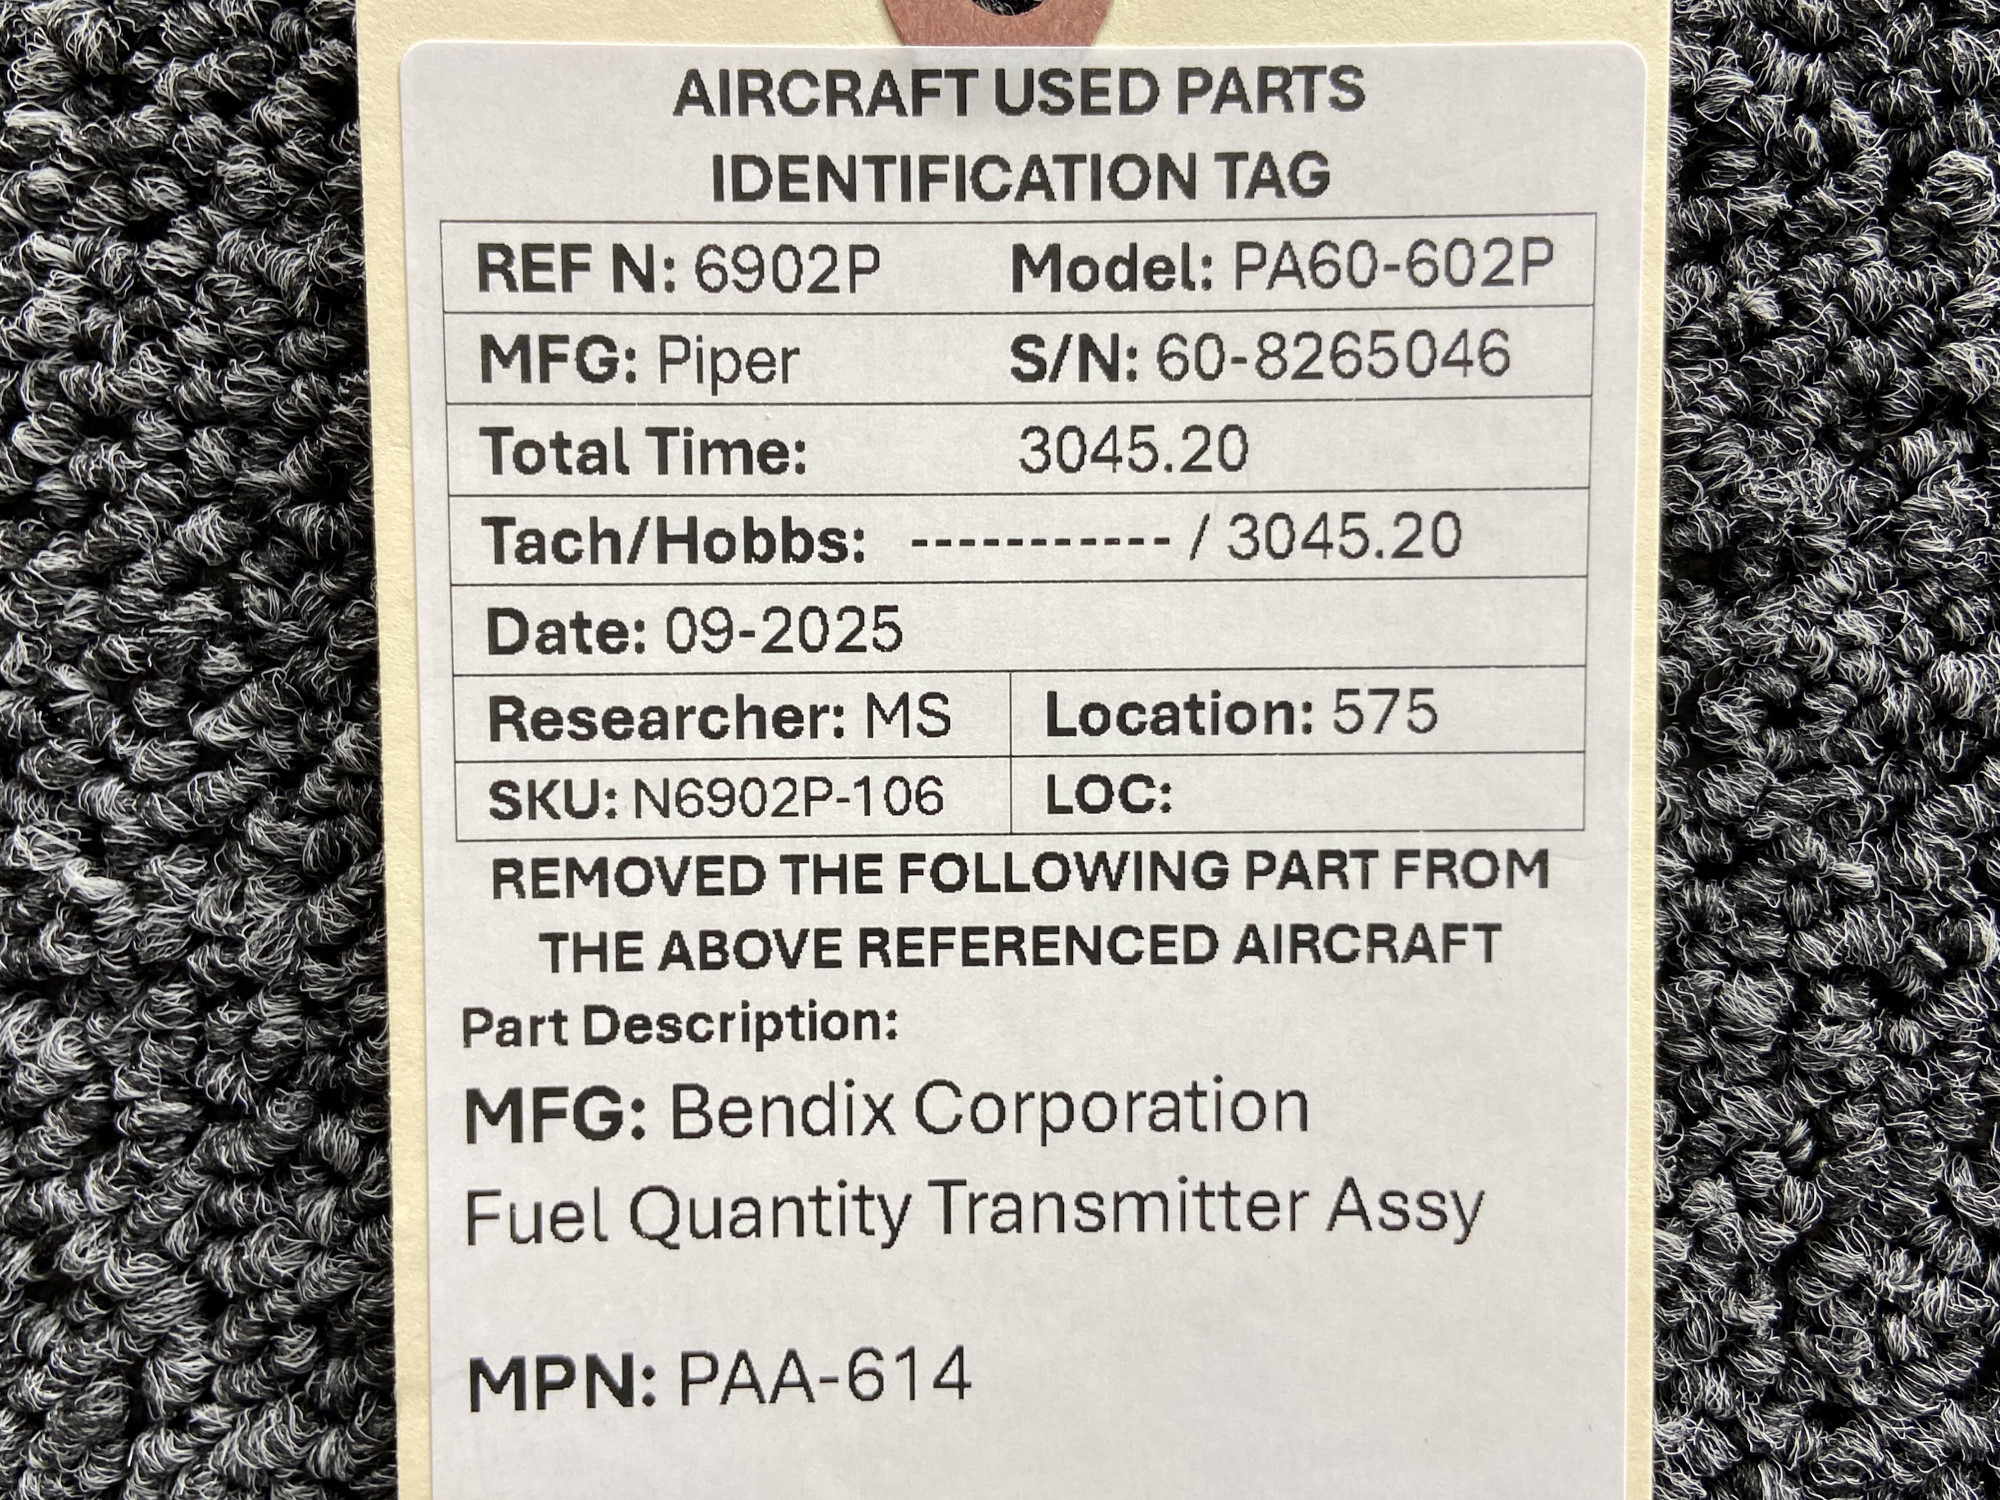 AIRCRAFT USED PARTS
IDENTIFICATION TAG
REF N: 6902P Model: PA60-602P
MFG: Piper S/N: 60-8265046
Total Time: 3045.20
Tach/Hobbs: ----------- / 3045.20
Date: 09-2025
Researcher: MS Location: 575
SKU: N6902P-106 LOC:
REMOVED THE FOLLOWING PART FROM
THE ABOVE REFERENCED AIRCRAFT
Part Description:
MFG: Bendix Corporation
Fuel Quantity Transmitter Assy
MPN: PAA-614